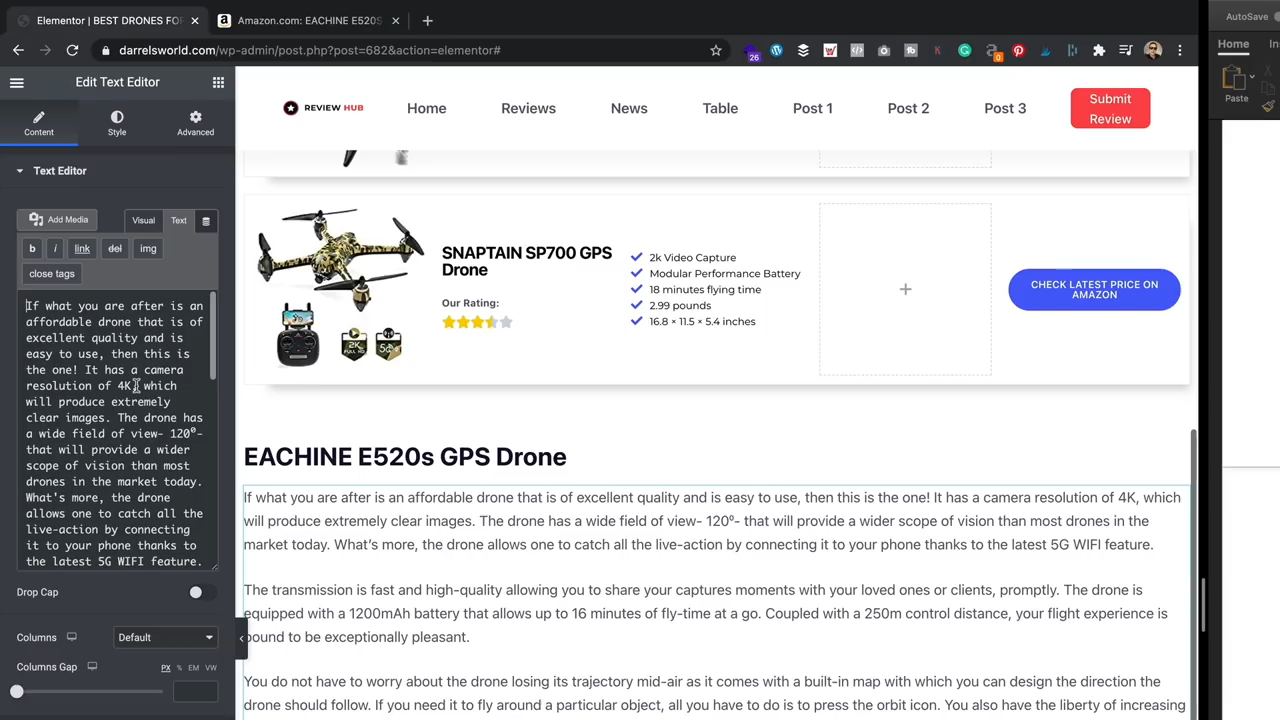 Elementor | BEST DRONES FO
Amazon.com: EACHINE E520S
AutoSave
darrelsworld.com/wp-admin/post.php?post=682&action=elementor#
26
0
Home
Ins
Paste
Edit Text Editor
Content
Style
Advanced
Text Editor
Add Media
Visual
Text
b
i
link
del
img
close tags
If what you are after is an
affordable drone that is of
excellent quality and is
easy to use, then this is
the one! It has a camera
resolution of 4K, which
will produce extremely
clear images. The drone has
a wide field of view- 120⁰-
that will provide a wider
scope of vision than most
drones in the market today.
What's more, the drone
allows one to catch all the
live-action by connecting
it to your phone thanks to
the latest 5G WIFI feature.
Drop Cap
Columns
Default
Columns Gap
PX % EM VW
REVIEW HUB
Home
Reviews
News
Table
Post 1
Post 2
Post 3
Submit
Review
SNAPTAIN SP700 GPS
Drone
Our Rating:
2K
FULL HD
5G
2k Video Capture
Modular Performance Battery
18 minutes flying time
2.99 pounds
16.8 × 11.5 × 5.4 inches
CHECK LATEST PRICE ON
AMAZON
EACHINE E520s GPS Drone
If what you are after is an affordable drone that is of excellent quality and is easy to use, then this is the one! It has a camera resolution of 4K, which
will produce extremely clear images. The drone has a wide field of view- 120⁰- that will provide a wider scope of vision than most drones in the
market today. What's more, the drone allows one to catch all the live-action by connecting it to your phone thanks to the latest 5G WIFI feature.
The transmission is fast and high-quality allowing you to share your captures moments with your loved ones or clients, promptly. The drone is
equipped with a 1200mAh battery that allows up to 16 minutes of fly-time at a go. Coupled with a 250m control distance, your flight experience is
bound to be exceptionally pleasant.
You do not have to worry about the drone losing its trajectory mid-air as it comes with a built-in map with which you can design the direction the
drone should follow. If you need it to fly around a particular object, all you have to do is to press the orbit icon. You also have the liberty of increasing